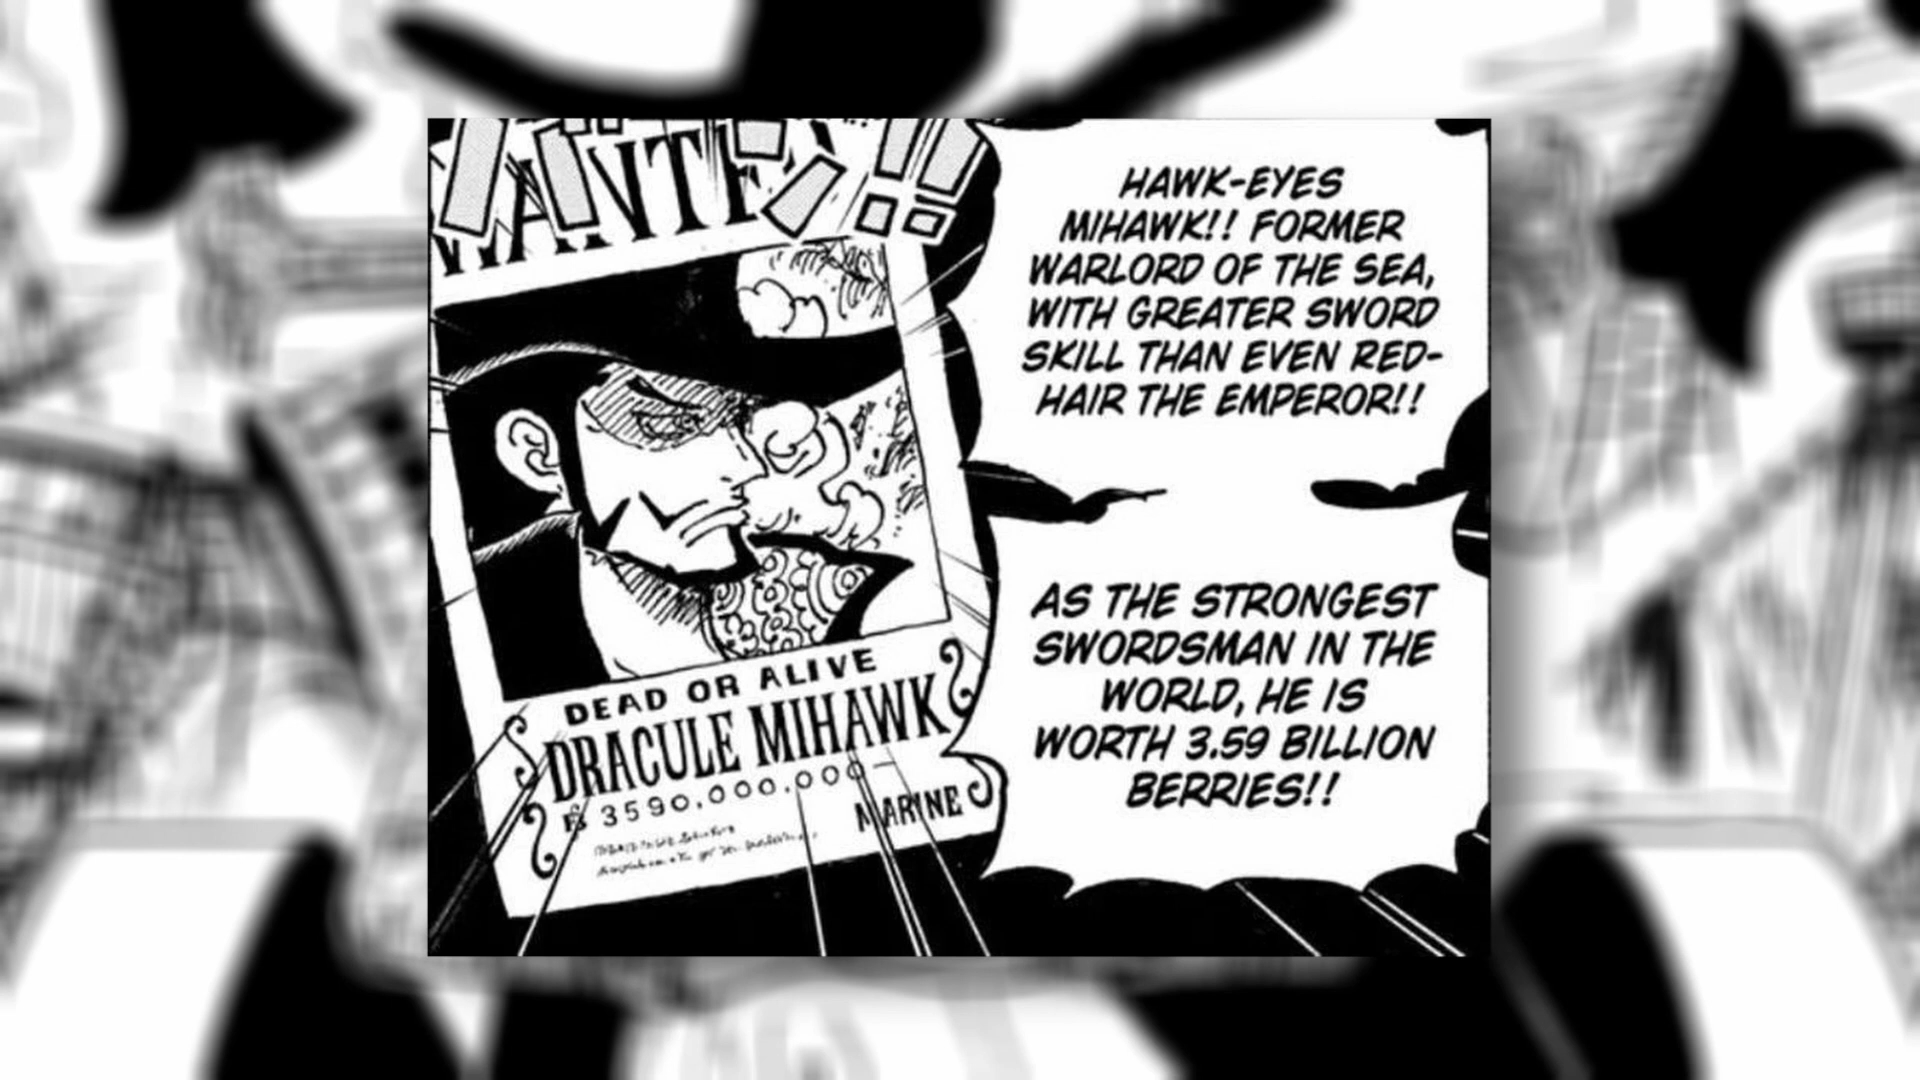 WANTED
DEAD OR ALIVE
DRACULE MIHAWK
฿3590,000,000-
MARINE
HAWK-EYES
MIHAWK!! FORMER
WARLORD OF THE SEA,
WITH GREATER SWORD
SKILL THAN EVEN RED-
HAIR THE EMPEROR!!
AS THE STRONGEST
SWORDSMAN IN THE
WORLD, HE IS
WORTH 3.59 BILLION
BERRIES!!